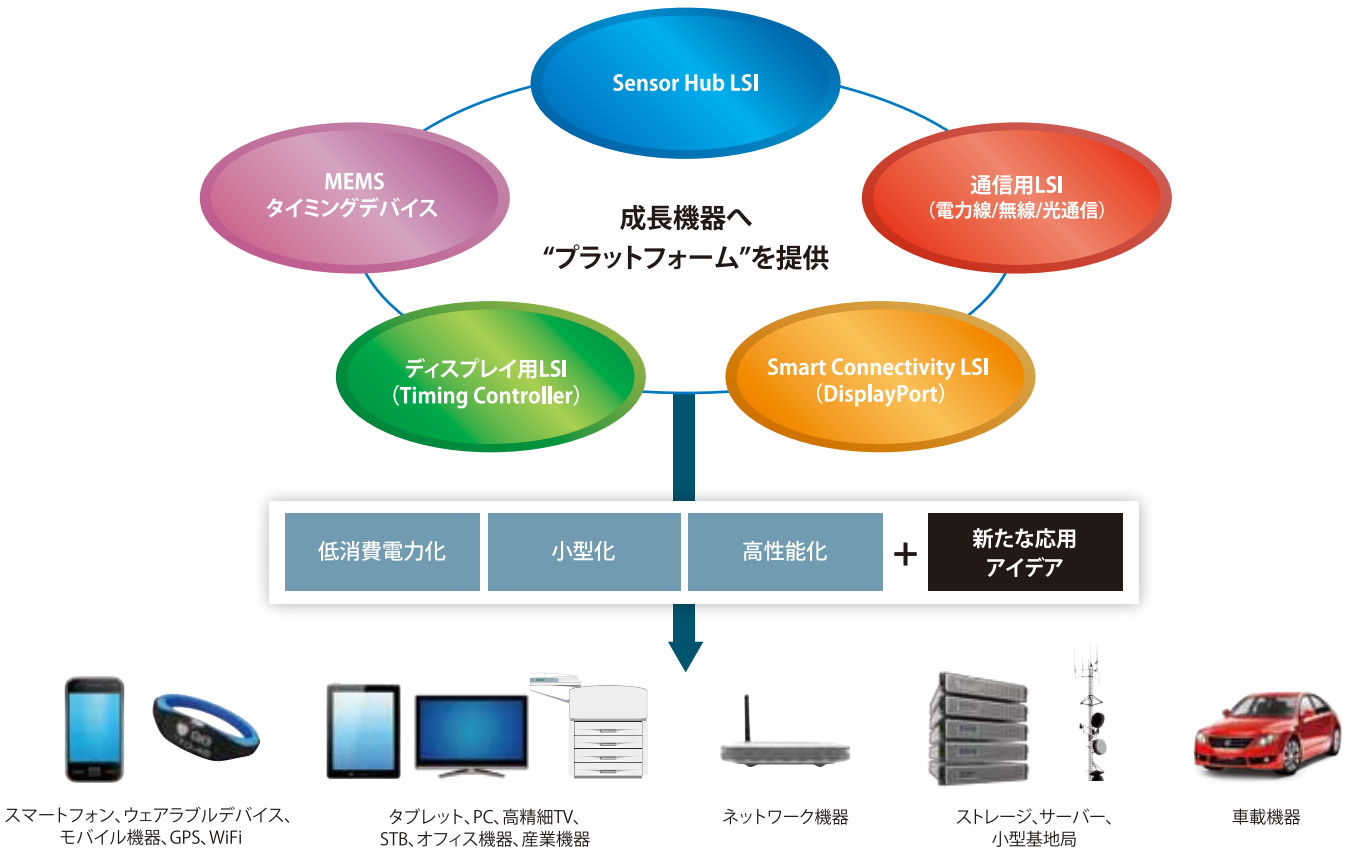 Sensor Hub LSI
MEMS
タイミングデバイス
通信用LSI
（電力線/無線/光通信）
成長機器へ
“プラットフォーム”を提供
ディスプレイ用LSI
（Timing Controller）
Smart Connectivity LSI
（DisplayPort）
低消費電力化
小型化
高性能化
+
新たな応用
アイデア
スマートフォン、ウェアラブルデバイス、
モバイル機器、GPS、WiFi
タブレット、PC、高精細TV、
STB、オフィス機器、産業機器
ネットワーク機器
ストレージ、サーバー、
小型基地局
車載機器